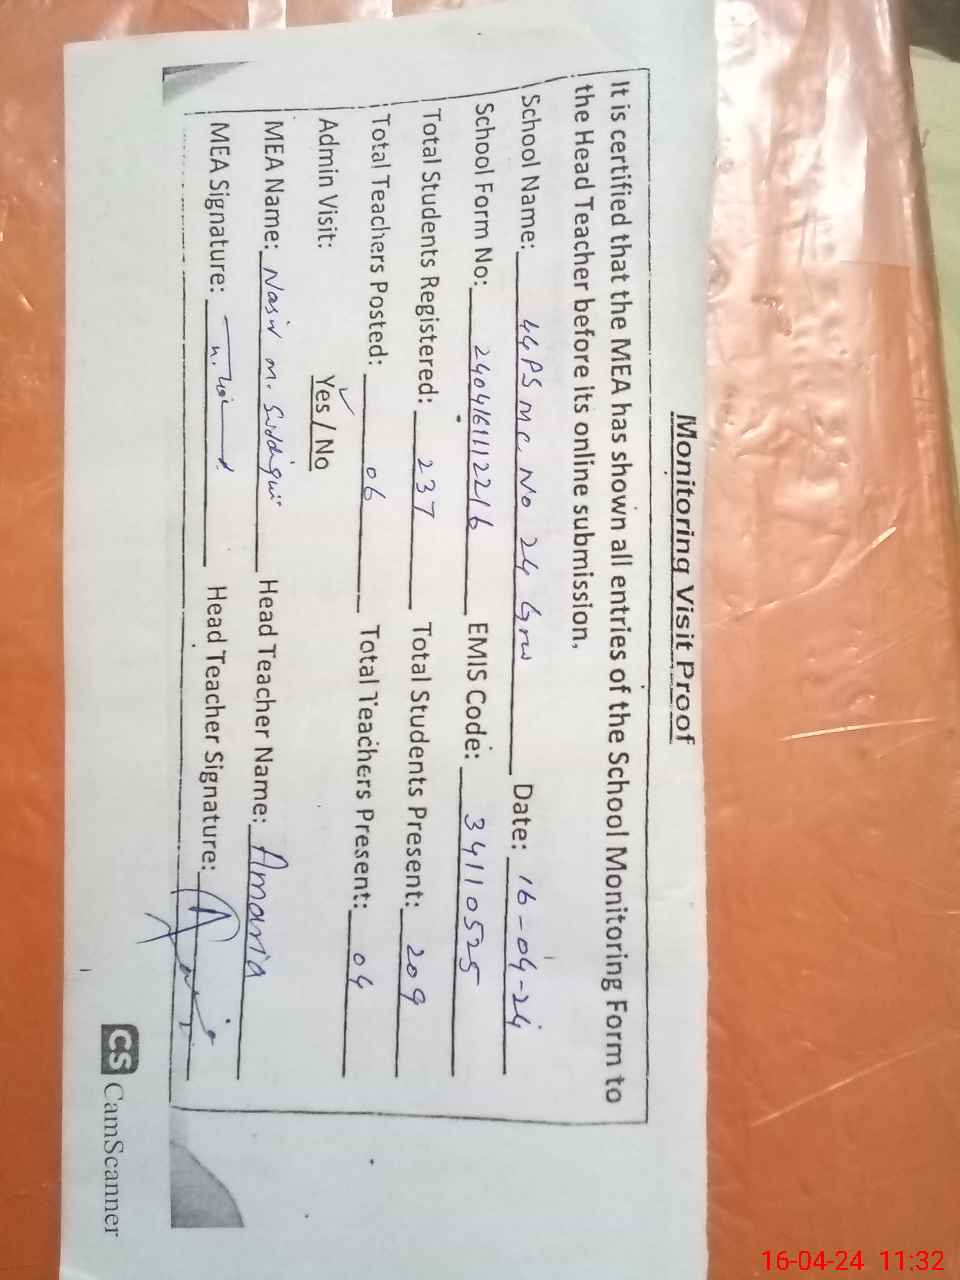 Monitoring Visit Proof
It is certified that the MEA has shown all entries of the School Monitoring Form to
the Head Teacher before its online submission.
School Name: GGPS MC No 24 Grw Date: 16-04-24
School Form No: 2404161112216 EMIS Code: 34110525
Total Students Registered: 237 Total Students Present: 209
Total Teachers Posted: 06 Total Teachers Present: 04
Admin Visit: Yes / No
MEA Name: Nasir M. Siddiqui Head Teacher Name: Amaria
MEA Signature: Head Teacher Signature:
CS CamScanner
16-04-24 11:32